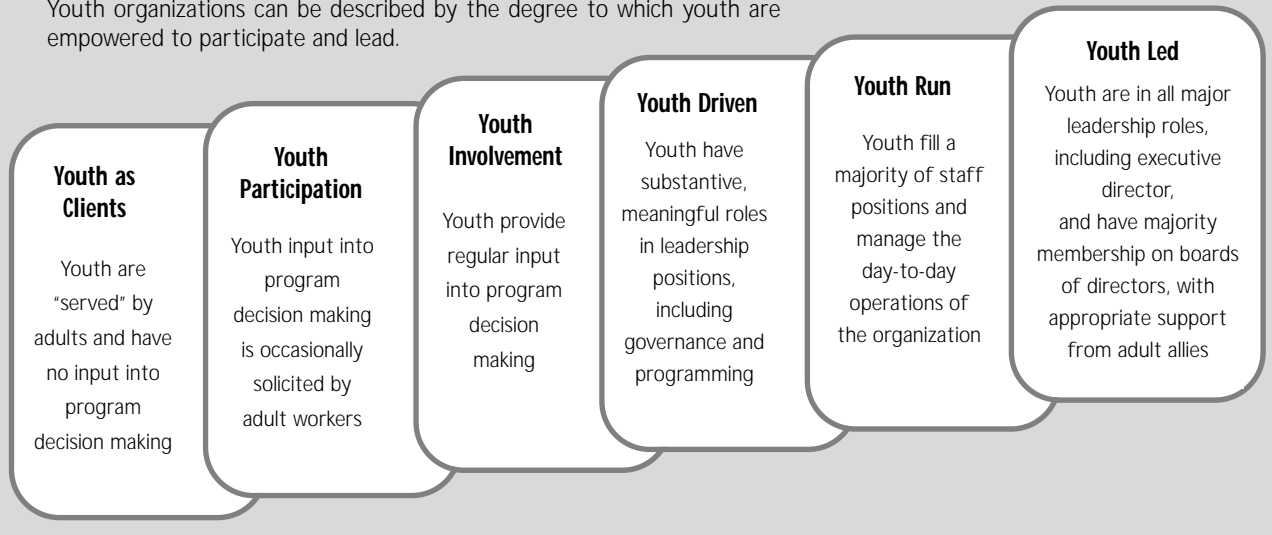 Youth organizations can be described by the degree to which youth are
empowered to participate and lead.
Youth as
Clients
Youth are
“served” by
adults and have
no input into
program
decision making
Youth
Participation
Youth input into
program
decision making
is occasionally
solicited by
adult workers
Youth
Involvement
Youth provide
regular input
into program
decision
making
Youth Driven
Youth have
substantive,
meaningful roles
in leadership
positions,
including
governance and
programming
Youth Run
Youth fill a
majority of staff
positions and
manage the
day-to-day
operations of
the organization
Youth Led
Youth are in all major
leadership roles,
including executive
director,
and have majority
membership on boards
of directors, with
appropriate support
from adult allies